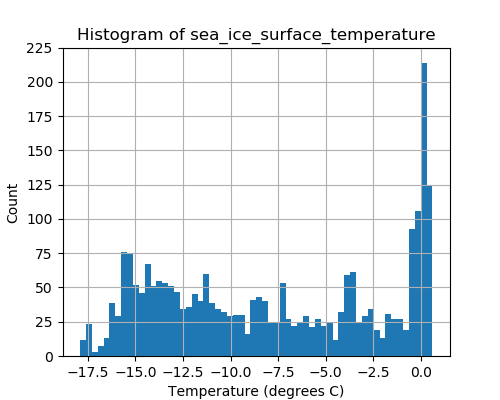 Histogram of sea_ice_surface_temperature
225
200
175
150
125
100
75
50
25
0
Count
−17.5 −15.0 −12.5 −10.0 −7.5 −5.0 −2.5 0.0
Temperature (degrees C)